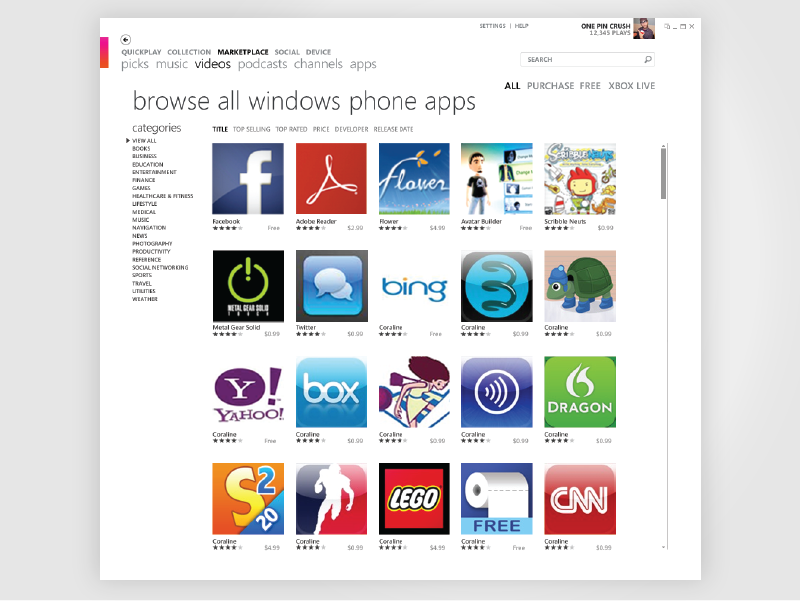 SETTINGS | HELP
ONE PIN CRUSH
12,345 PLAYS
QUICKPLAY COLLECTION MARKETPLACE SOCIAL DEVICE
picks music videos podcasts channels apps
SEARCH
ALL PURCHASE FREE XBOX LIVE
browse all windows phone apps
categories
TITLE TOP SELLING TOP RATED PRICE DEVELOPER RELEASE DATE
VIEW ALL
BOOKS
BUSINESS
EDUCATION
ENTERTAINMENT
FINANCE
GAMES
HEALTHCARE & FITNESS
LIFESTYLE
MEDICAL
MUSIC
NAVIGATION
NEWS
PHOTOGRAPHY
PRODUCTIVITY
REFERENCE
SOCIAL NETWORKING
SPORTS
TRAVEL
UTILITIES
WEATHER
f flower Scribblenauts
Facebook Adobe Reader Flower Avatar Builder Scribble Neuts
Free $2.99 $4.99 Free $0.99
METAL GEAR SOLID
TOUCH
bing
Metal Gear Solid Twitter Coraline Coraline Coraline
$0.99 $0.99 Free $0.99 $0.99
Y!
YAHOO! box DRAGON
Coraline Coraline Coraline Coraline Coraline
Free $0.99 $0.99 $0.99 $0.99
S2
20 LEGO FREE CNN
Coraline Coraline Coraline Coraline Coraline
$4.99 $0.99 $4.99 Free $0.99